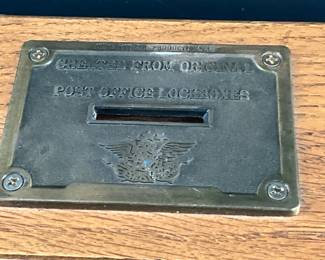 CREATED FROM ORIGINAL
POST OFFICE LOCKBOXES